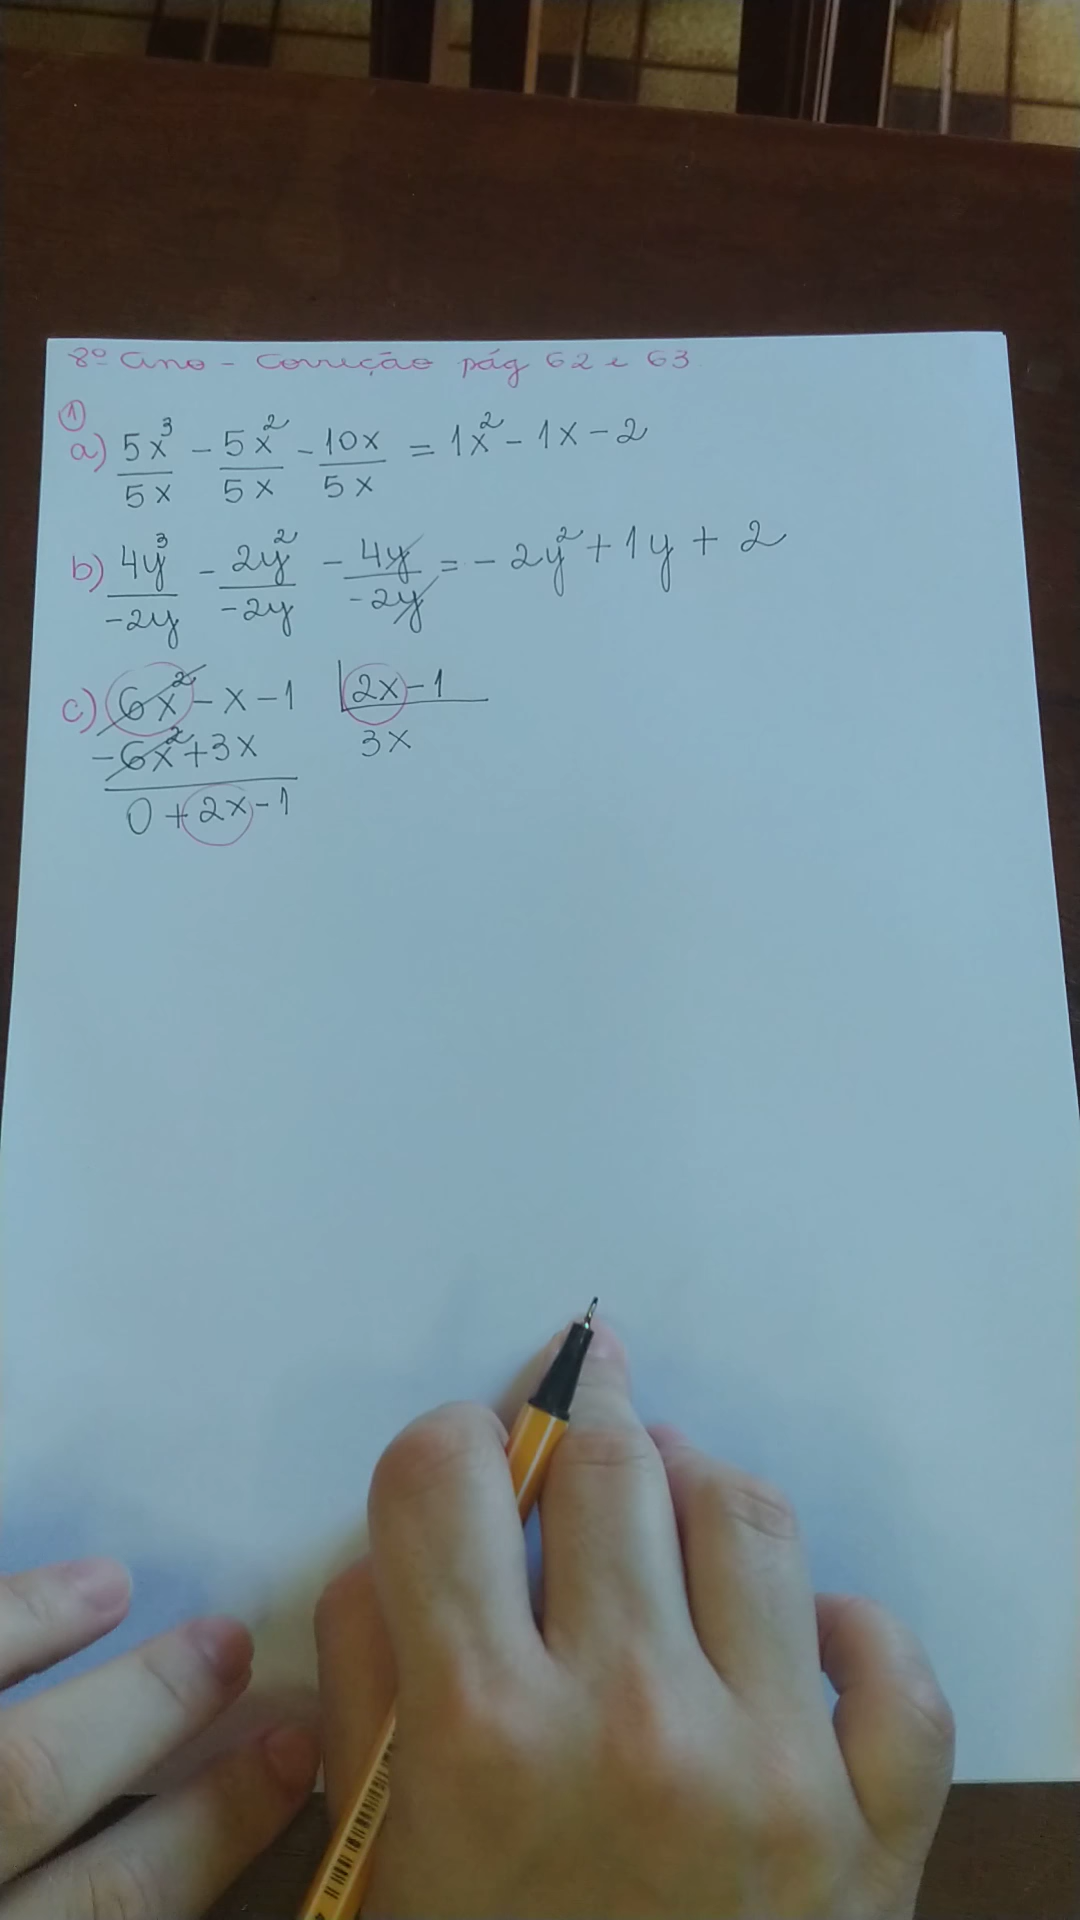 8º Ano - Correção pág 62 e 63
①
a) 5x³/5x - 5x²/5x - 10x/5x = 1x² - 1x - 2
b) 4y³/-2y - 2y²/-2y - 4y/-2y = - 2y² + 1y + 2
c) 6x² - x - 1 |2x - 1
-6x² + 3x 3x
0 + 2x - 1